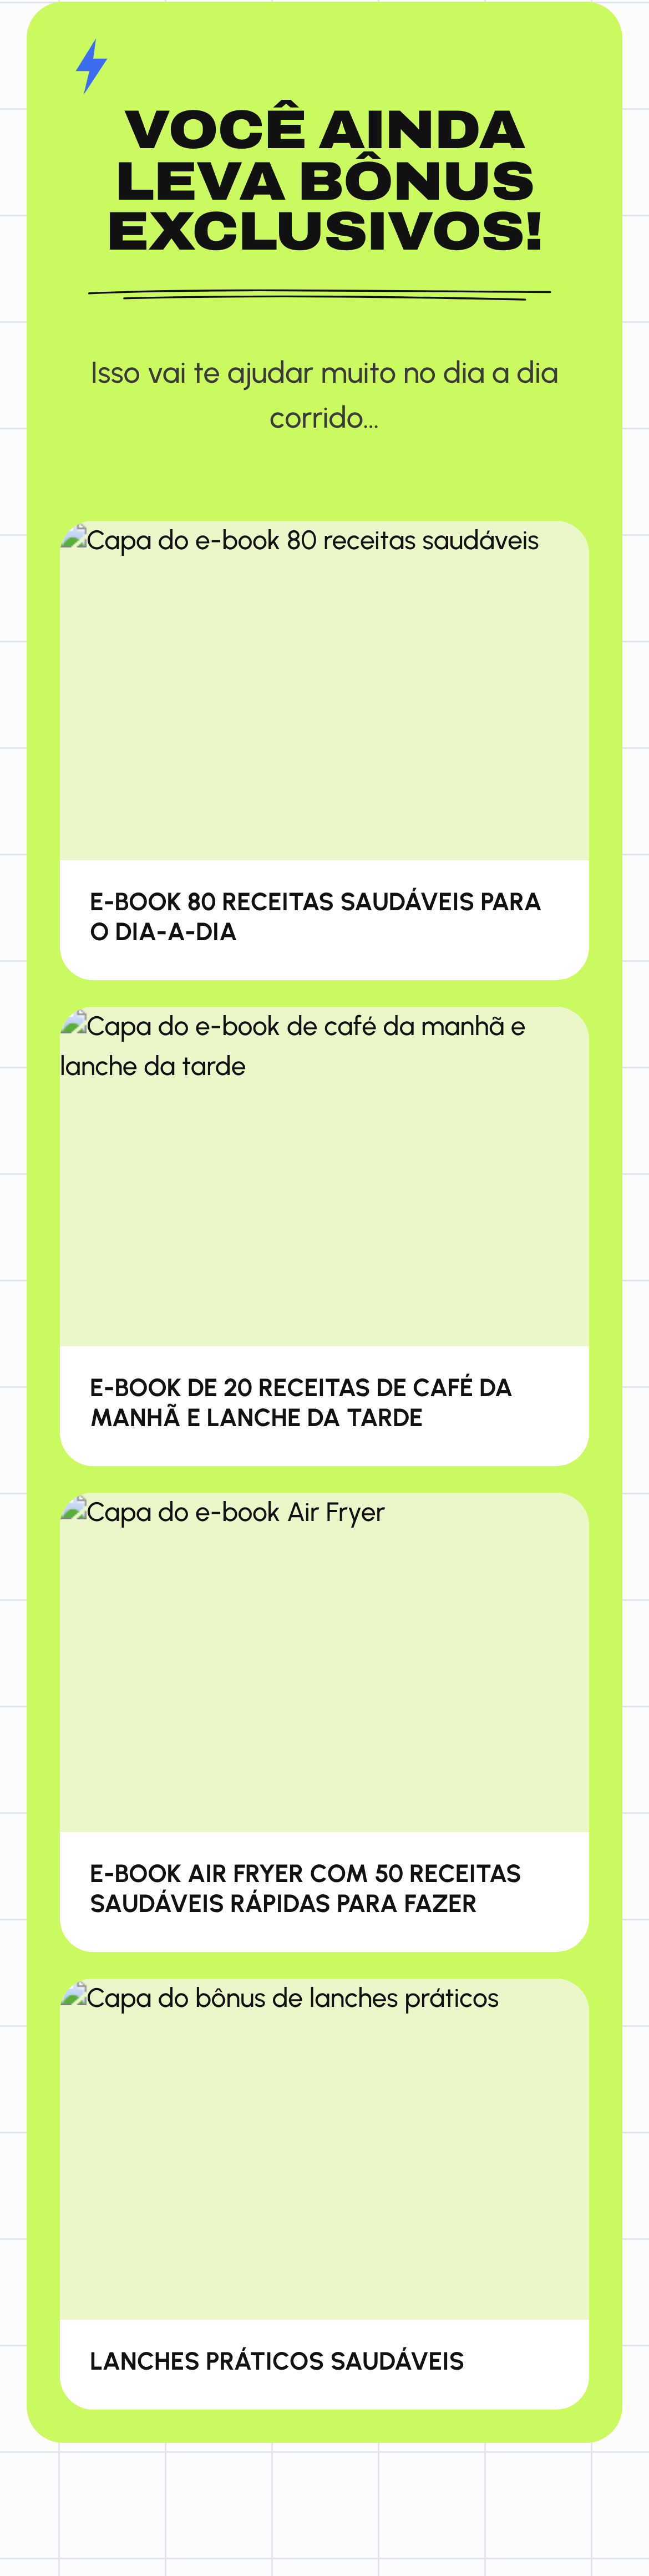 VOCÊ AINDA
LEVA BÔNUS
EXCLUSIVOS!
Isso vai te ajudar muito no dia a dia
corrido...
Capa do e-book 80 receitas saudáveis
E-BOOK 80 RECEITAS SAUDÁVEIS PARA
O DIA-A-DIA
Capa do e-book de café da manhã e
lanche da tarde
E-BOOK DE 20 RECEITAS DE CAFÉ DA
MANHÃ E LANCHE DA TARDE
Capa do e-book Air Fryer
E-BOOK AIR FRYER COM 50 RECEITAS
SAUDÁVEIS RÁPIDAS PARA FAZER
Capa do bônus de lanches práticos
LANCHES PRÁTICOS SAUDÁVEIS